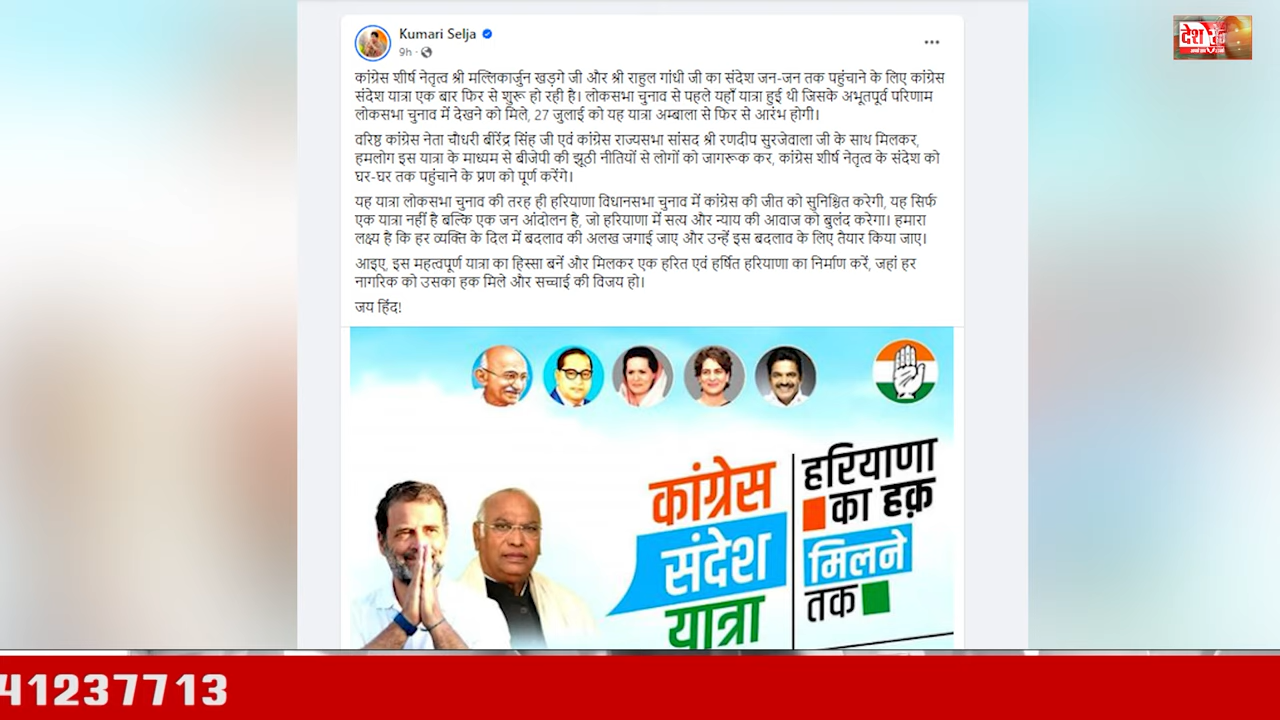 Kumari Selja
9h
देश रोज़
कांग्रेस शीर्ष नेतृत्व श्री मल्लिकार्जुन खड़गे जी और श्री राहुल गांधी जी का संदेश जन-जन तक पहुंचाने के लिए कांग्रेस
संदेश यात्रा एक बार फिर से शुरू हो रही है। लोकसभा चुनाव से पहले यहाँ यात्रा हुई थी जिसके अभूतपूर्व परिणाम
लोकसभा चुनाव में देखने को मिले, 27 जुलाई को यह यात्रा अम्बाला से फिर से आरंभ होगी।
वरिष्ठ कांग्रेस नेता चौधरी बीरेंद्र सिंह जी एवं कांग्रेस राज्यसभा सांसद श्री रणदीप सुरजेवाला जी के साथ मिलकर,
हमलोग इस यात्रा के माध्यम से बीजेपी की झूठी नीतियों से लोगों को जागरूक कर, कांग्रेस शीर्ष नेतृत्व के संदेश को
घर-घर तक पहुंचाने के प्रण को पूर्ण करेंगे।
यह यात्रा लोकसभा चुनाव की तरह ही हरियाणा विधानसभा चुनाव में कांग्रेस की जीत को सुनिश्चित करेगी, यह सिर्फ
एक यात्रा नहीं है बल्कि एक जन आंदोलन है, जो हरियाणा में सत्य और न्याय की आवाज को बुलंद करेगा। हमारा
लक्ष्य है कि हर व्यक्ति के दिल में बदलाव की अलख जगाई जाए और उन्हें इस बदलाव के लिए तैयार किया जाए।
आइए, इस महत्वपूर्ण यात्रा का हिस्सा बनें और मिलकर एक हरित एवं हर्षित हरियाणा का निर्माण करें, जहां हर
नागरिक को उसका हक मिले और सच्चाई की विजय हो।
जय हिंद!
कांग्रेस
संदेश
यात्रा
हरियाणा
का हक़
मिलने
तक
41237713